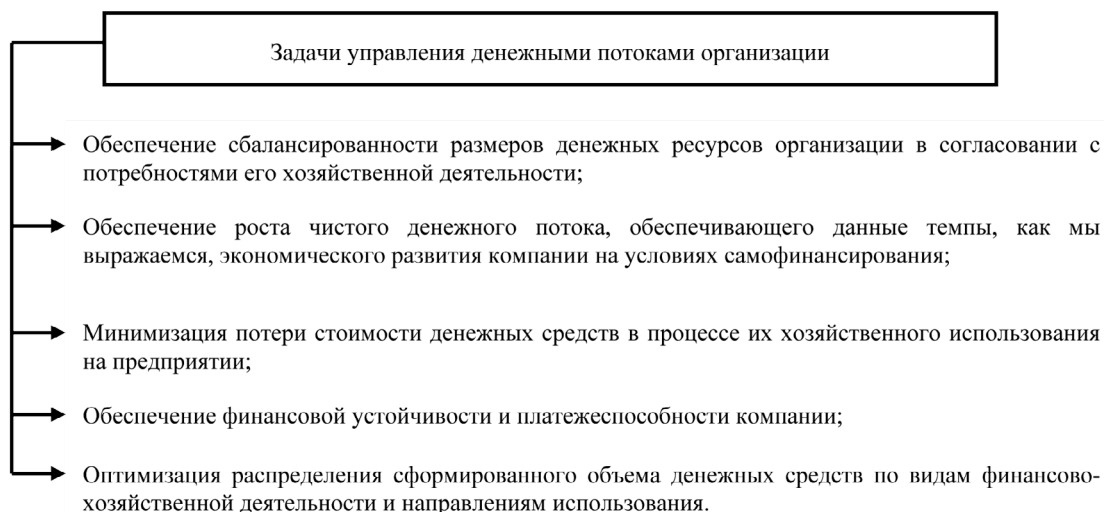 Задачи управления денежными потоками организации
Обеспечение сбалансированности размеров денежных ресурсов организации в согласовании с
потребностями его хозяйственной деятельности;
Обеспечение роста чистого денежного потока, обеспечивающего данные темпы, как мы
выражаемся, экономического развития компании на условиях самофинансирования;
Минимизация потери стоимости денежных средств в процессе их хозяйственного использования
на предприятии;
Обеспечение финансовой устойчивости и платежеспособности компании;
Оптимизация распределения сформированного объема денежных средств по видам финансово-
хозяйственной деятельности и направлениям использования.